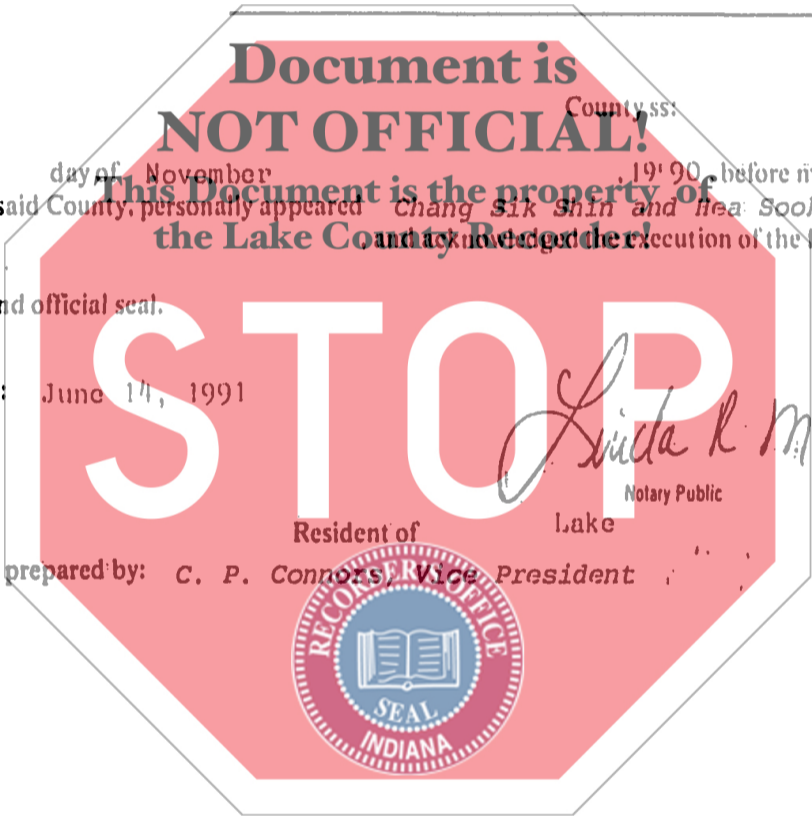 Document is
NOT OFFICIAL!
County ss:
day of November 19 90, before
This Document is the property of
said County, personally appeared Chang Sik Shin and Hea Sook
the Lake County Recorder!
, and acknowledged the execution of the
nd official seal.
June 14, 1991
STOP
Linda R. M
Notary Public
Resident of Lake
prepared by: C. P. Connors, Vice President
RECORDER'S OFFICE
SEAL
INDIANA